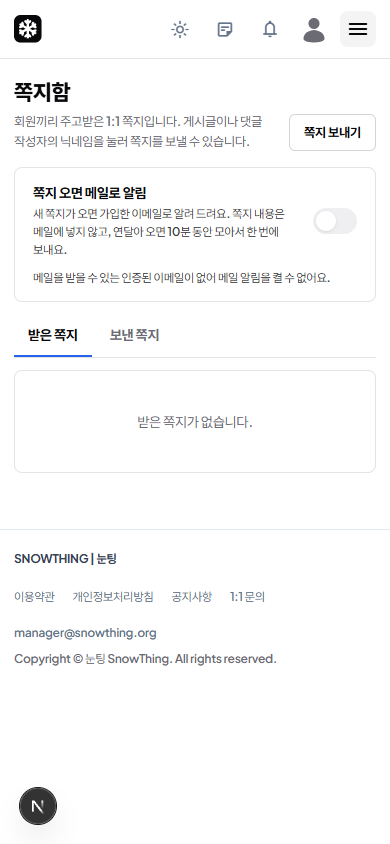 쪽지함
회원끼리 주고받은 1:1 쪽지입니다. 게시글이나 댓글
작성자의 닉네임을 눌러 쪽지를 보낼 수 있습니다.
쪽지 보내기
쪽지 오면 메일로 알림
새 쪽지가 오면 가입한 이메일로 알려 드려요. 쪽지 내용은
메일에 넣지 않고, 연달아 오면 10분 동안 모아서 한 번에
보내요.
메일을 받을 수 있는 인증된 이메일이 없어 메일 알림을 켤 수 없어요.
받은 쪽지 보낸 쪽지
받은 쪽지가 없습니다.
SNOWTHING | 눈팅
이용약관 개인정보처리방침 공지사항 1:1 문의
manager@snowthing.org
Copyright © 눈팅 SnowThing. All rights reserved.
N